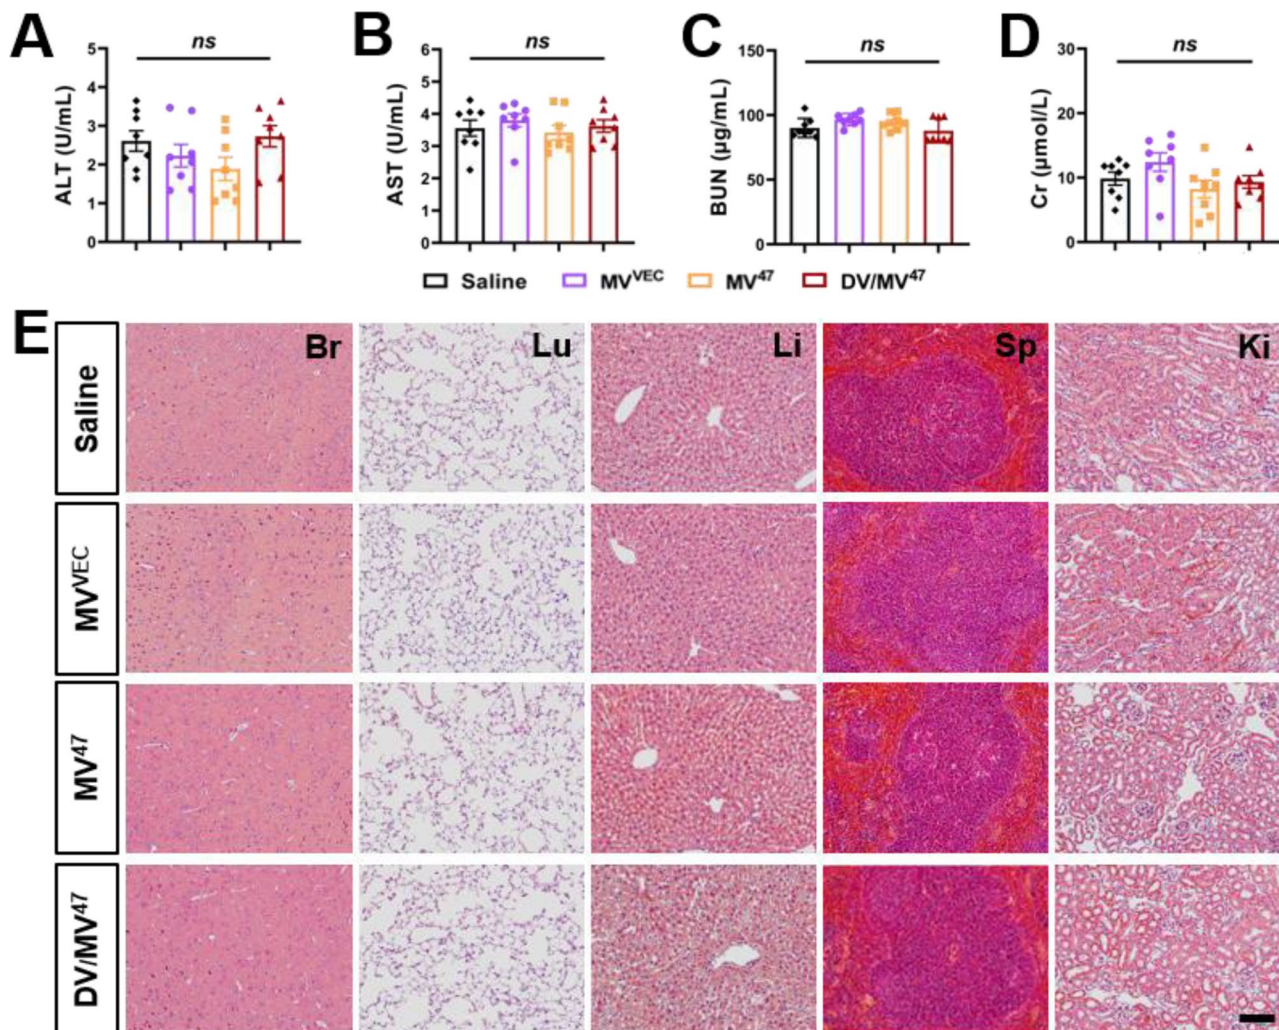 A
ns
ALT (U/mL)
5
4
3
2
1
0
B
ns
AST (U/mL)
6
5
4
3
2
1
0
C
ns
BUN (μg/mL)
150
100
50
0
D
ns
Cr (μmol/L)
30
20
10
0
Saline MV^VEC MV^47 DV/MV^47
E
Br Lu Li Sp Ki
Saline
MV^VEC
MV^47
DV/MV^47